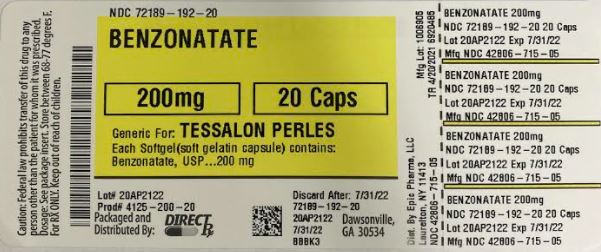 Caution: Federal law prohibits transfer of this drug to any
person other than the patient for whom it was prescribed.
Dosage: See package insert. Store between 68-77 degrees F.
For RX ONLY. Keep out of reach of children.
NDC 72189-192-20
BENZONATATE
200mg
20 Caps
Generic For: TESSALON PERLES
Each Softgel(soft gelatin capsule) contains:
Benzonatate, USP...200 mg
Lot# 20AP2122
Prod# 4125-200-20
Packaged and
Distributed By:
DIRECT Rx
Discard After: 7/31/22
72189-192-20
20AP2122
7/31/22
BBBK3
Dawsonville,
GA 30534
Mfg Lot: 1006905
TR 4/20/2021 6920485
Dist. By Epic Pharma, LLC
Laurelton, NY 11413
NDC 42806-715-05
BENZONATATE 200mg
NDC 72189-192-20 20 Caps
Lot 20AP2122 Exp 7/31/22
Mfg NDC 42806-715-05
BENZONATATE 200mg
NDC 72189-192-20 20 Caps
Lot 20AP2122 Exp 7/31/22
Mfg NDC 42806-715-05
BENZONATATE 200mg
NDC 72189-192-20 20 Caps
Lot 20AP2122 Exp 7/31/22
Mfg NDC 42806-715-05
BENZONATATE 200mg
NDC 72189-192-20 20 Caps
Lot 20AP2122 Exp 7/31/22
Mfg NDC 42806-715-05